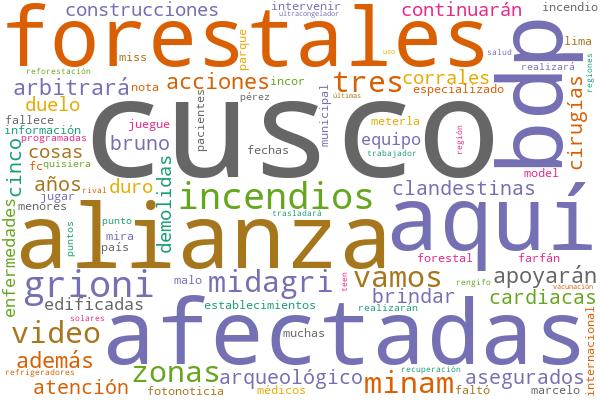 construcciones
intervenir
ultracongelador
continuarán
incendio
forestales
bdp
parque
miss
uso
salud
lima
realizará
regiones
reforestación
arbitrará
nota
acciones
incor
tres
corrales
especializado
cirugías
duelo
pérez
últimas
cusco
fallece
información
programadas
juegue
pacientes
municipal
meterla
equipo
trabajador
región
fechas
bruno
cosas
cinco
fc
quisiera
model
años
rival
duro
demolidas
incendios
clandestinas
jugar
menores
trasladará
enfermedades
alianza
aquí
punto
puntos
mira
país
forestal
farfán
grioni
malo
midagri
teen
vamos
rengifo
apoyarán
vacunación
brindar
cardiacas
edificadas
establecimientos
realizaran
solares
video
muchas
afectadas
internacional
además
refrigeradores
zonas
arqueológico
recuperación
asegurados
atención
fotonoticia
médicos
minam
faltó
marcelo